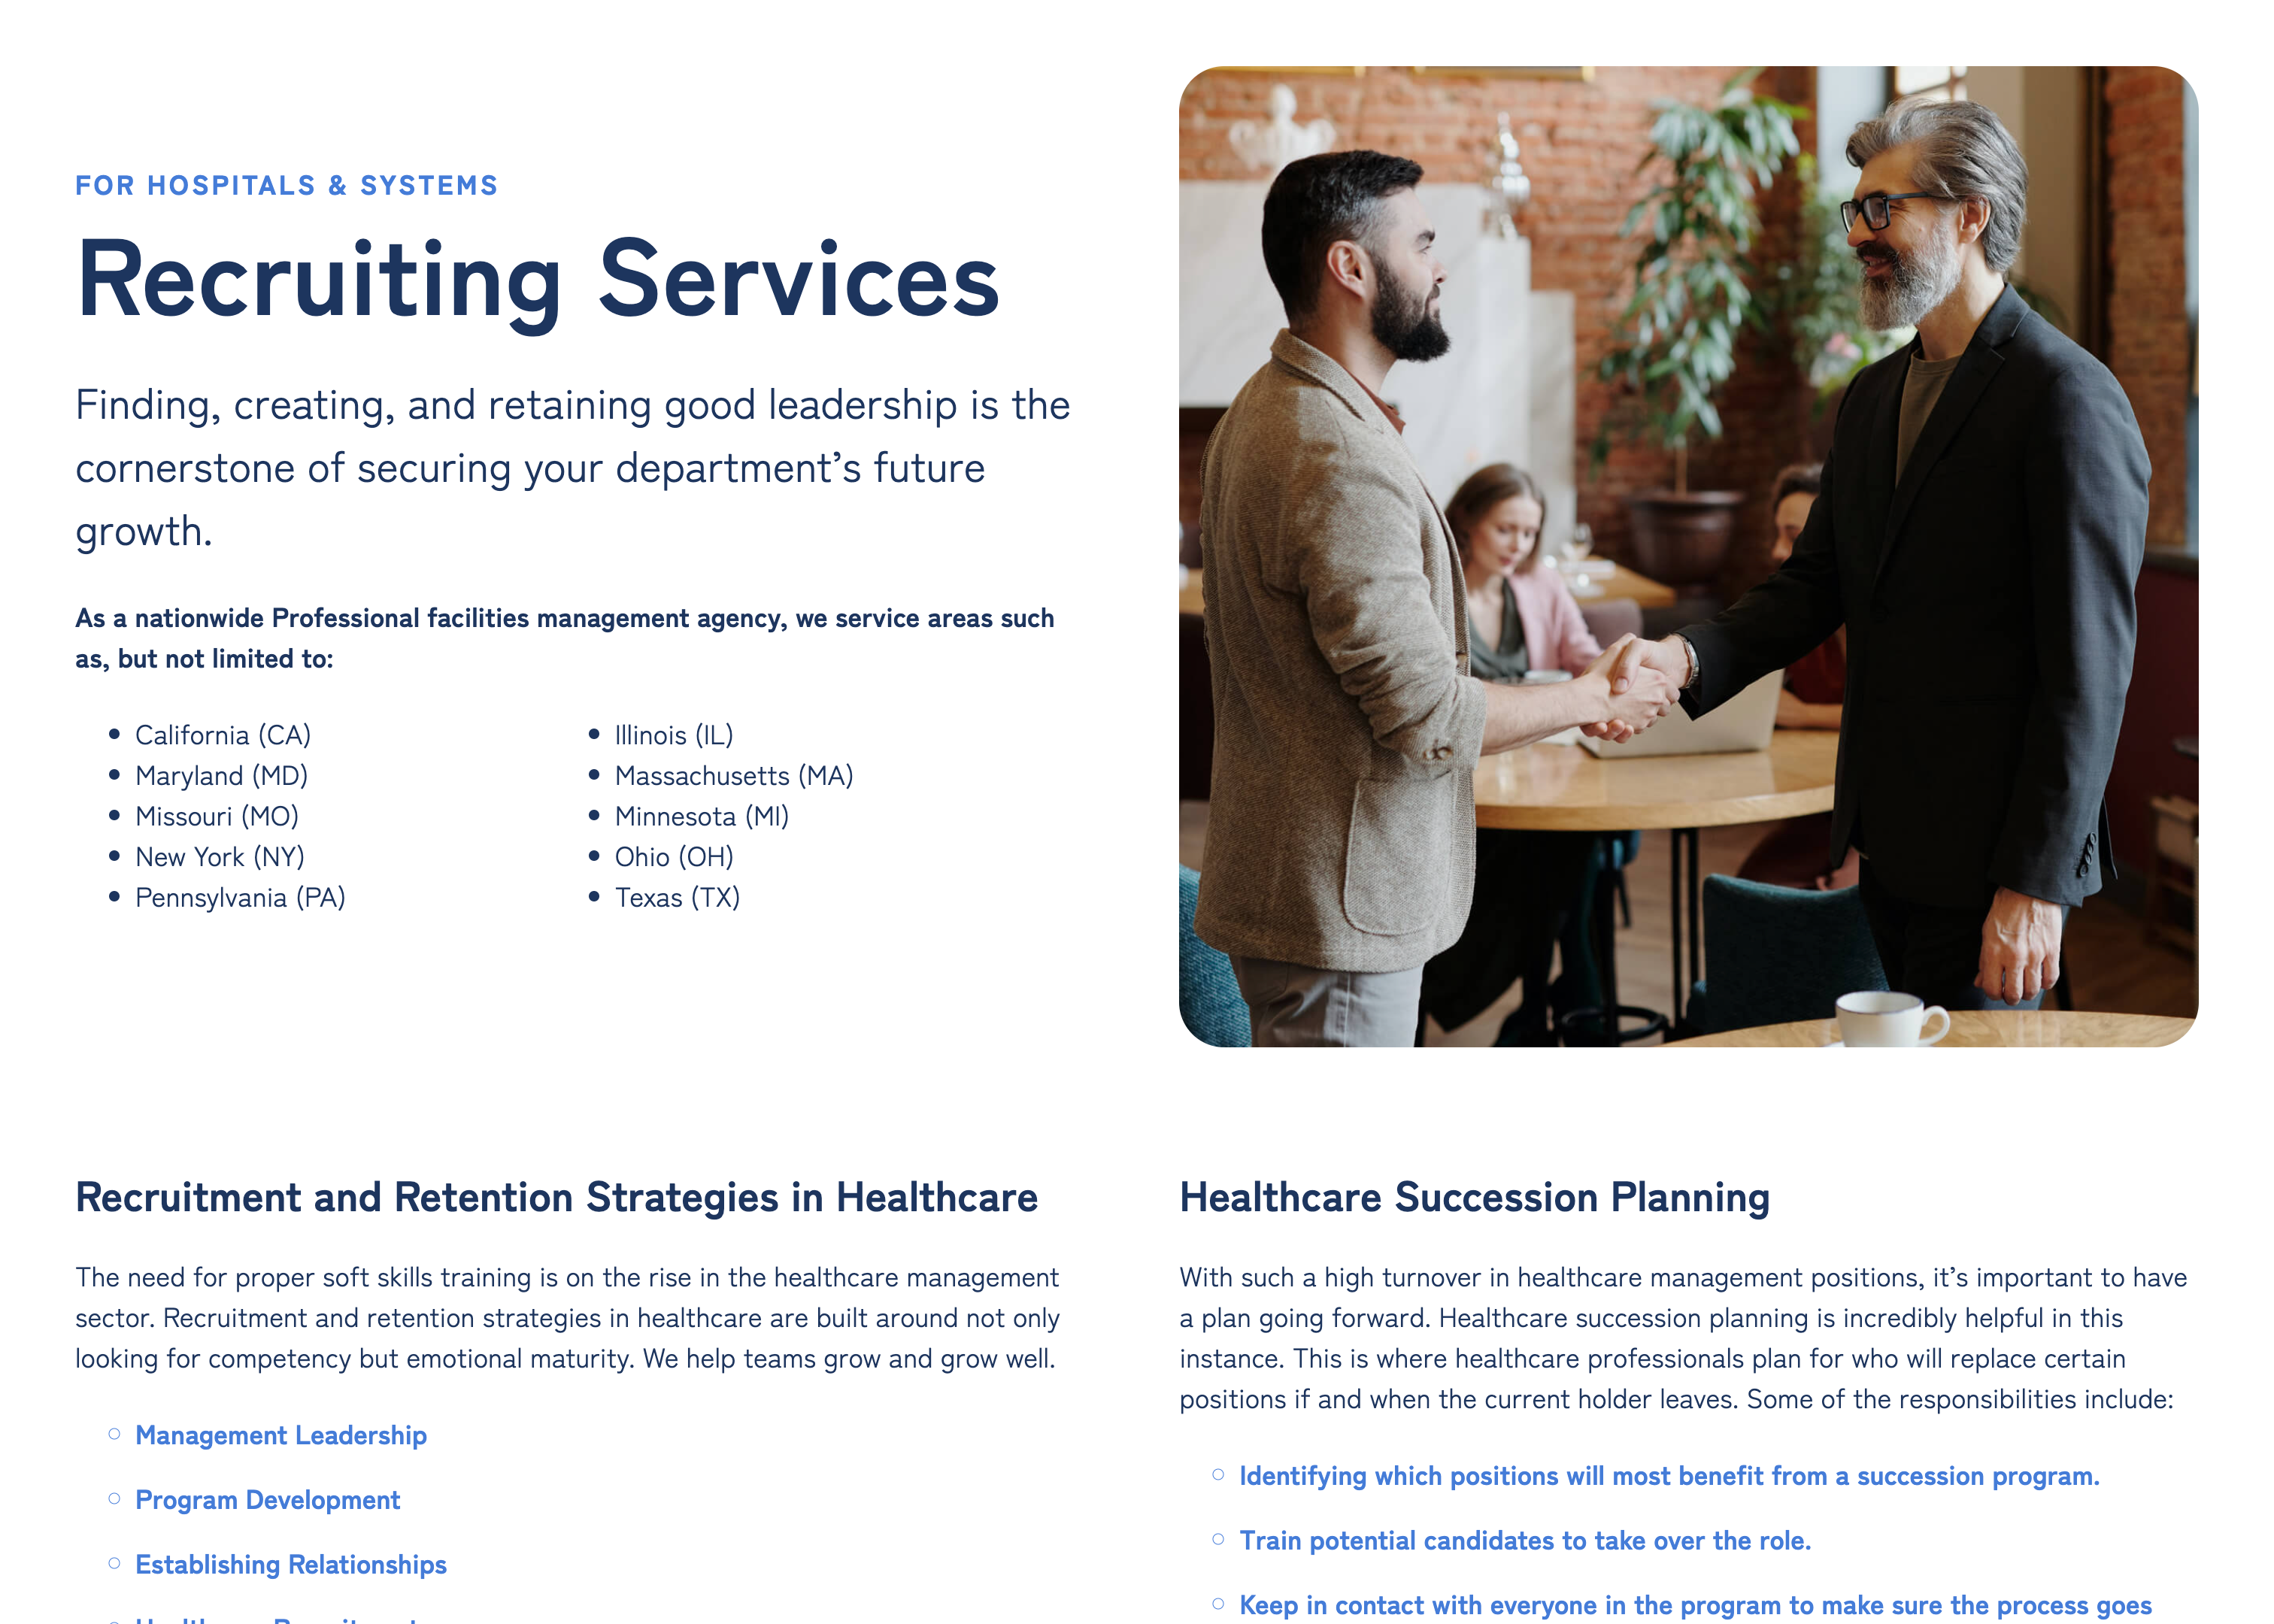 FOR HOSPITALS & SYSTEMS
Recruiting Services
Finding, creating, and retaining good leadership is the
cornerstone of securing your department’s future
growth.
As a nationwide Professional facilities management agency, we service areas such
as, but not limited to:
California (CA)
Maryland (MD)
Missouri (MO)
New York (NY)
Pennsylvania (PA)
Illinois (IL)
Massachusetts (MA)
Minnesota (MI)
Ohio (OH)
Texas (TX)
Recruitment and Retention Strategies in Healthcare
The need for proper soft skills training is on the rise in the healthcare management
sector. Recruitment and retention strategies in healthcare are built around not only
looking for competency but emotional maturity. We help teams grow and grow well.
Management Leadership
Program Development
Establishing Relationships
Healthcare Succession Planning
With such a high turnover in healthcare management positions, it’s important to have
a plan going forward. Healthcare succession planning is incredibly helpful in this
instance. This is where healthcare professionals plan for who will replace certain
positions if and when the current holder leaves. Some of the responsibilities include:
Identifying which positions will most benefit from a succession program.
Train potential candidates to take over the role.
Keep in contact with everyone in the program to make sure the process goes